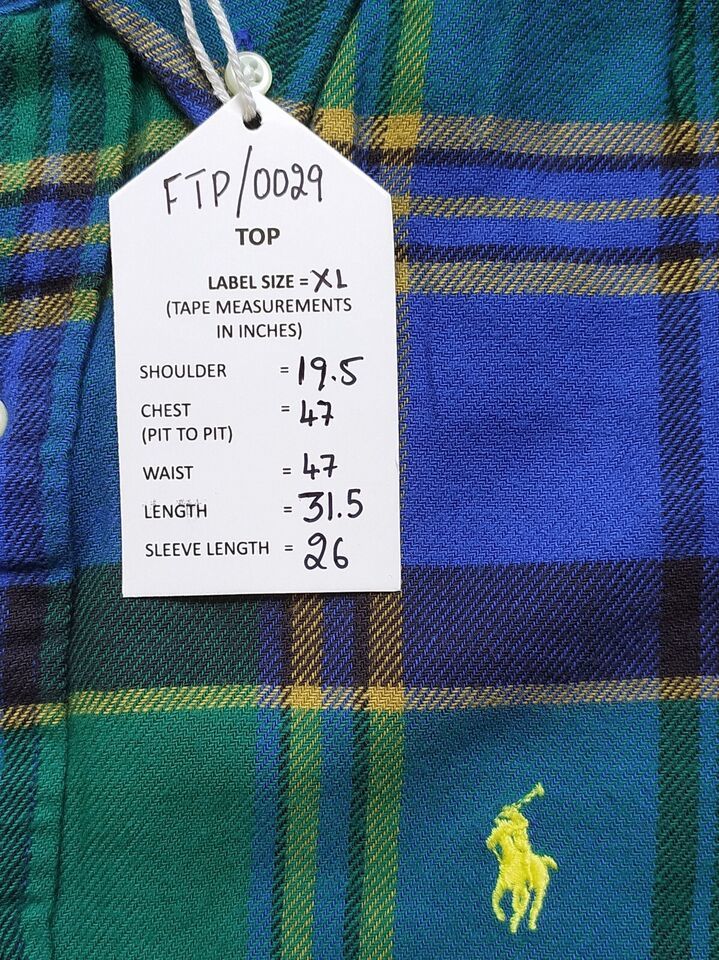 FTP/0029
TOP
LABEL SIZE = XL
(TAPE MEASUREMENTS
IN INCHES)
SHOULDER = 19.5
CHEST = 47
(PIT TO PIT)
WAIST = 47
LENGTH = 31.5
SLEEVE LENGTH = 26